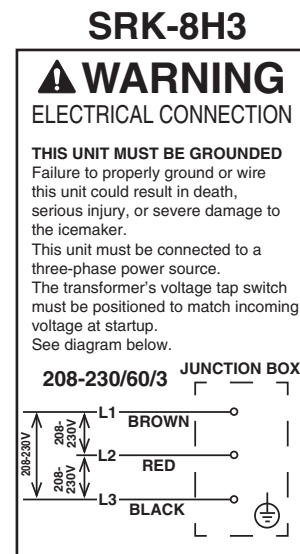 SRK-8H3
WARNING
ELECTRICAL CONNECTION
THIS UNIT MUST BE GROUNDED
Failure to properly ground or wire
this unit could result in death,
serious injury, or severe damage to
the icemaker.
This unit must be connected to a
three-phase power source.
The transformer's voltage tap switch
must be positioned to match incoming
voltage at startup.
See diagram below.
208-230/60/3
JUNCTION BOX
L1
BROWN
208-230V
208-
230V
L2
RED
208-
230V
L3
BLACK